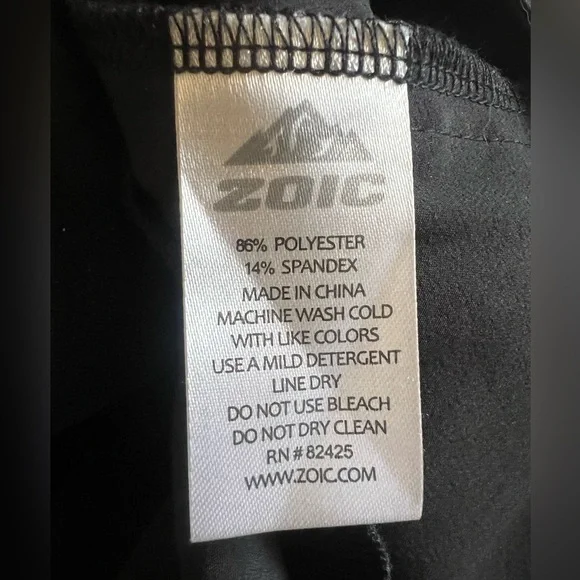 ZOIC
86% POLYESTER
14% SPANDEX
MADE IN CHINA
MACHINE WASH COLD
WITH LIKE COLORS
USE A MILD DETERGENT
LINE DRY
DO NOT USE BLEACH
DO NOT DRY CLEAN
RN # 82425
WWW.ZOIC.COM